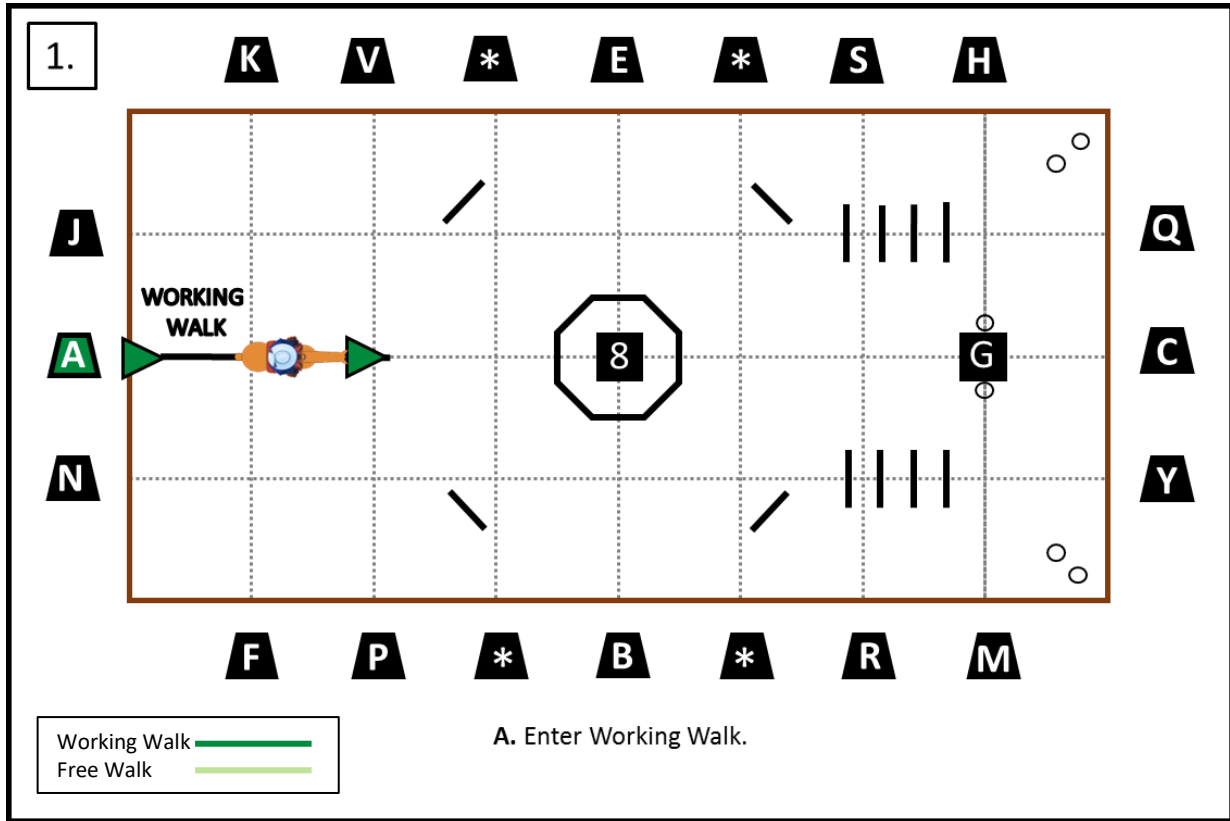 1.
K V * E * S H
J Q
WORKING
WALK
A 8 G C
N Y
F P * B * R M
A. Enter Working Walk.
Working Walk
Free Walk